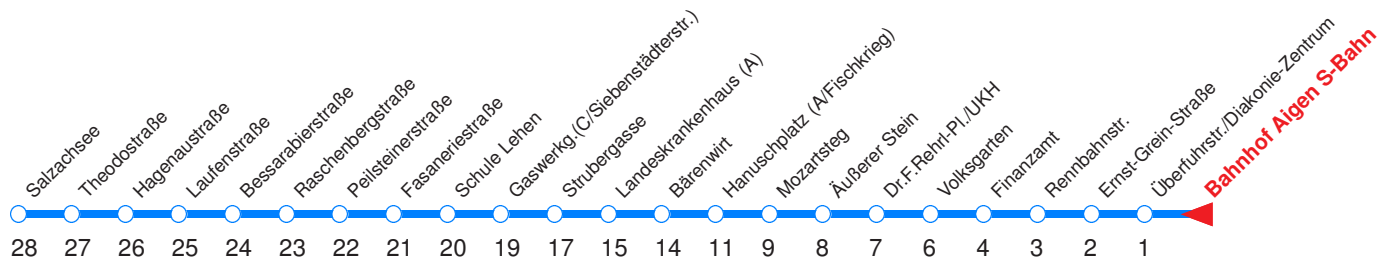 Salzachsee
Theodostraße
Hagenaustraße
Laufenstraße
Bessarabierstraße
Raschenbergstraße
Peilsteinerstraße
Fasaneriestraße
Schule Lehen
Gaswerkg.(C/Siebenstädterstr.)
Strubergasse
Landeskrankenhaus (A)
Bärenwirt
Hanuschplatz (A/Fischkrieg)
Mozartsteg
Äußerer Stein
Dr.F.Rehrl-Pl./UKH
Volksgarten
Finanzamt
Rennbahnstr.
Ernst-Grein-Straße
Überfuhrstr./Diakonie-Zentrum
Bahnhof Aigen S-Bahn
28 27 26 25 24 23 22 21 20 19 17 15 14 11 9 8 7 6 4 3 2 1